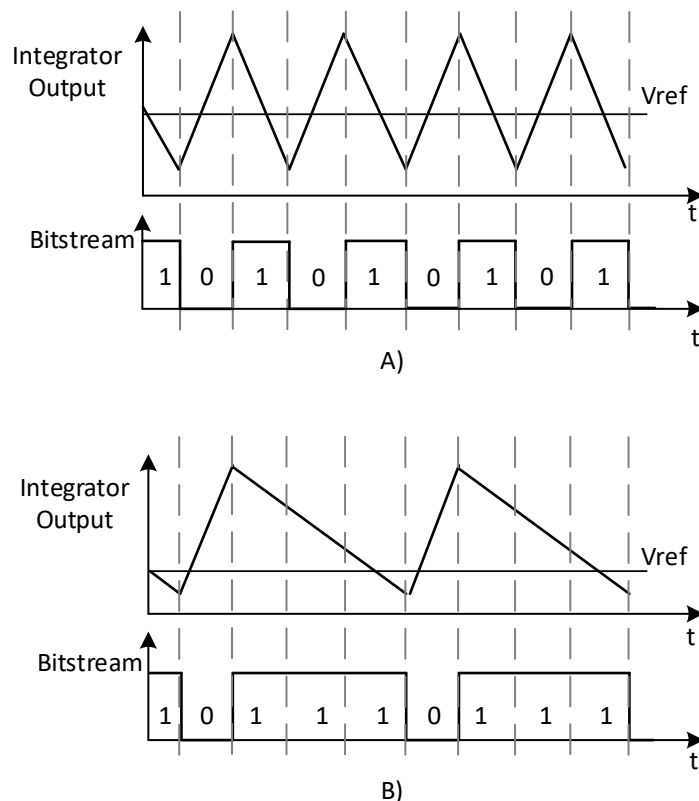 Integrator
Output
Vref
t
Bitstream
1 0 1 0 1 0 1 0 1
t
A)
Integrator
Output
Vref
t
Bitstream
1 0 1 1 1 0 1 1 1
t
B)